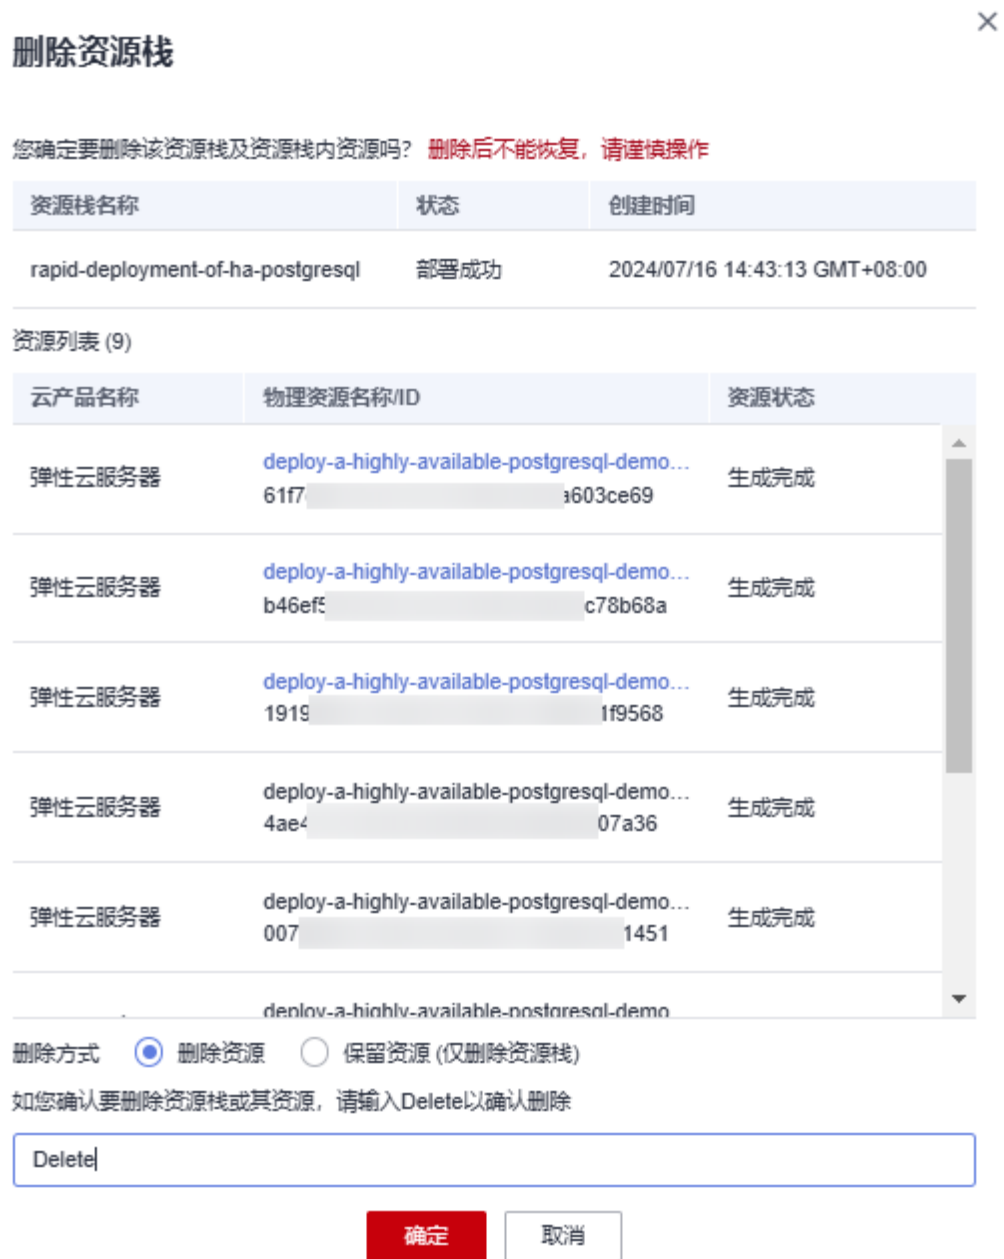 删除资源栈
您确定要删除该资源栈及资源栈内资源吗？ 删除后不能恢复，请谨慎操作
资源栈名称 状态 创建时间
rapid-deployment-of-ha-postgresql 部署成功 2024/07/16 14:43:13 GMT+08:00
资源列表 (9)
云产品名称 物理资源名称/ID 资源状态
deploy-a-highly-available-postgresql-demo...
弹性云服务器 生成完成
61f7 a603ce69
deploy-a-highly-available-postgresql-demo...
弹性云服务器 生成完成
b46ef5 c78b68a
deploy-a-highly-available-postgresql-demo...
弹性云服务器 生成完成
1919 1f9568
deploy-a-highly-available-postgresql-demo...
弹性云服务器 生成完成
4ae4 07a36
deploy-a-highly-available-postgresql-demo...
弹性云服务器 生成完成
007 1451
deploy-a-highly-available-postgresql-demo
删除方式 删除资源 保留资源 (仅删除资源栈)
如您确认要删除资源栈或其资源，请输入Delete以确认删除
Delete
确定 取消